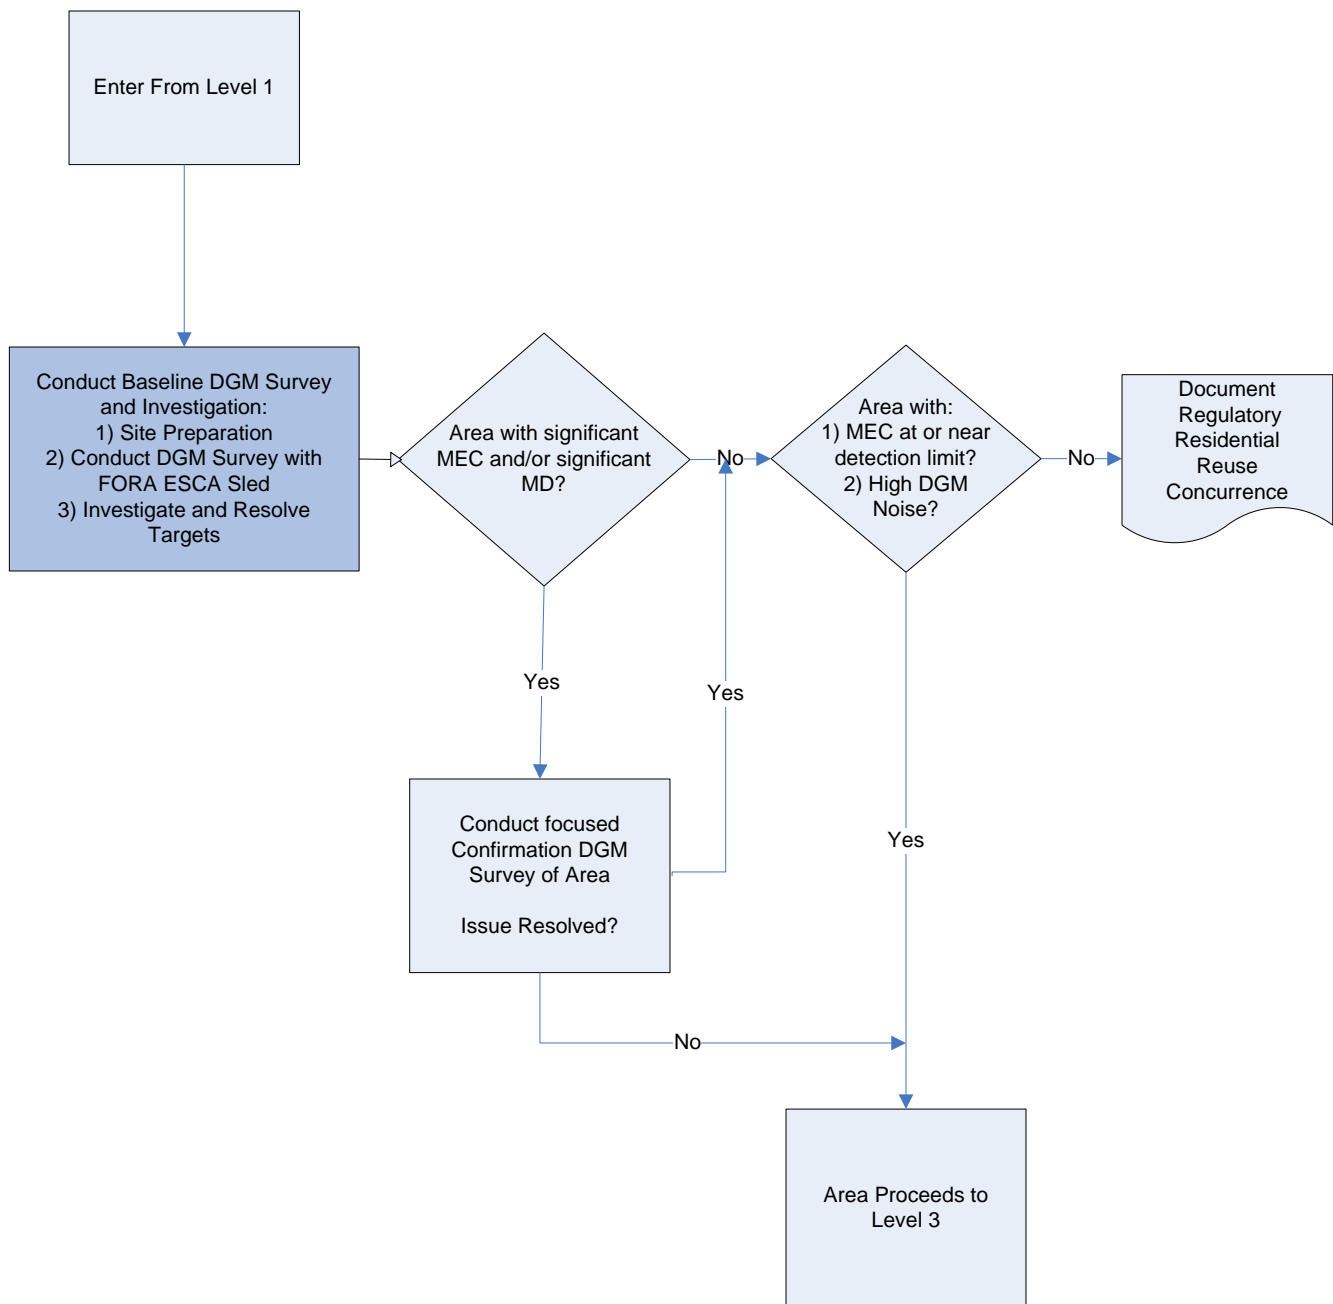 Enter From Level 1
Conduct Baseline DGM Survey
and Investigation:
1) Site Preparation
2) Conduct DGM Survey with
FORA ESCA Sled
3) Investigate and Resolve
Targets
Area with significant
MEC and/or significant
MD?
No
Area with:
1) MEC at or near
detection limit?
2) High DGM
Noise?
No
Document
Regulatory
Residential
Reuse
Concurrence
Yes
Yes
Conduct focused
Confirmation DGM
Survey of Area
Issue Resolved?
Yes
No
Area Proceeds to
Level 3